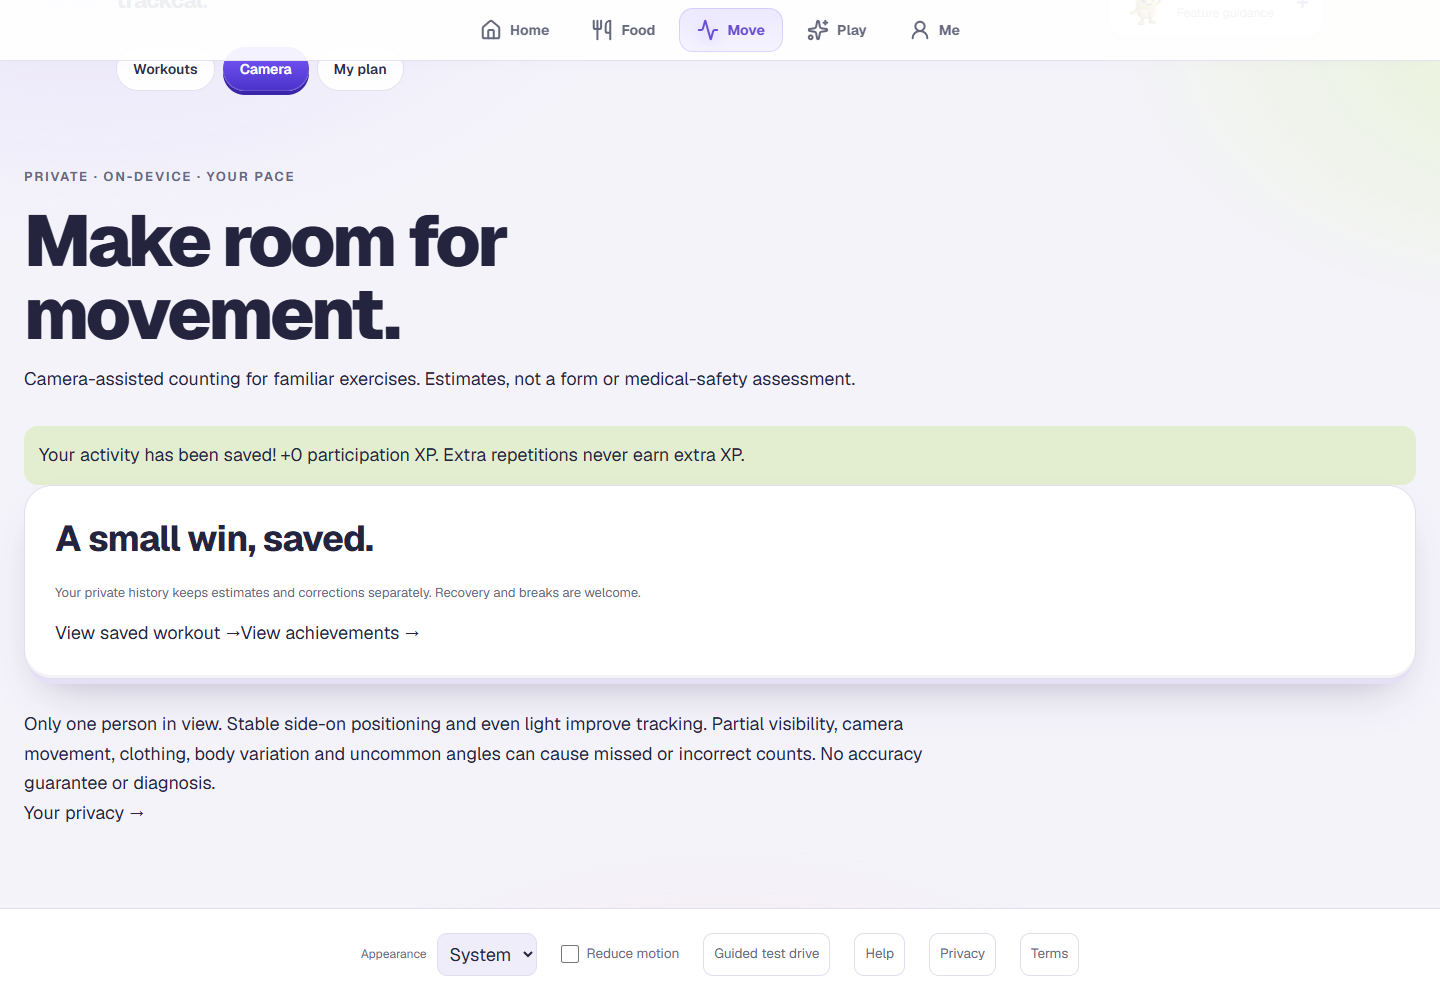 trackcal.
Feature guidance
+
Home
Food
Move
Play
Me
Workouts
Camera
My plan
PRIVATE · ON-DEVICE · YOUR PACE
Make room for
movement.
Camera-assisted counting for familiar exercises. Estimates, not a form or medical-safety assessment.
Your activity has been saved! +0 participation XP. Extra repetitions never earn extra XP.
A small win, saved.
Your private history keeps estimates and corrections separately. Recovery and breaks are welcome.
View saved workout →View achievements →
Only one person in view. Stable side-on positioning and even light improve tracking. Partial visibility, camera
movement, clothing, body variation and uncommon angles can cause missed or incorrect counts. No accuracy
guarantee or diagnosis.
Your privacy →
Appearance
System
Reduce motion
Guided test drive
Help
Privacy
Terms